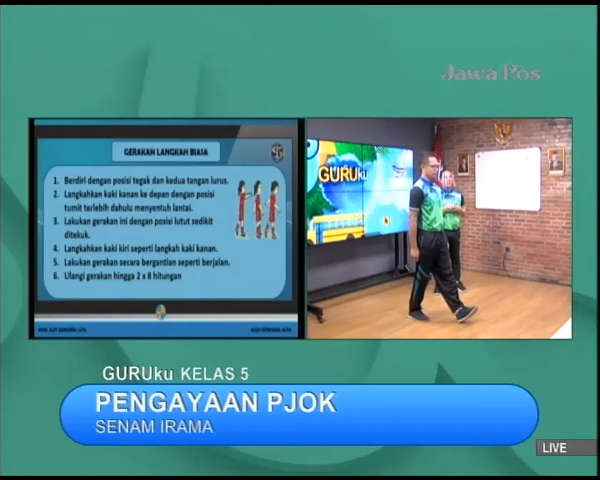 Jawa Pos
GERAKAN LANGKAH BIASA
1. Berdiri dengan posisi tegak dan kedua tangan lurus.
2. Langkahkan kaki kanan ke depan dengan posisi
tumit terlebih dahulu menyentuh lantai.
3. Lakukan gerakan ini dengan posisi lutut sedikit
ditekuk.
4. Langkahkan kaki kiri seperti langkah kaki kanan.
5. Lakukan gerakan secara bergantian seperti berjalan.
6. Ulangi gerakan hingga 2 x 8 hitungan
GURUku
GURUku KELAS 5
PENGAYAAN PJOK
SENAM IRAMA
LIVE